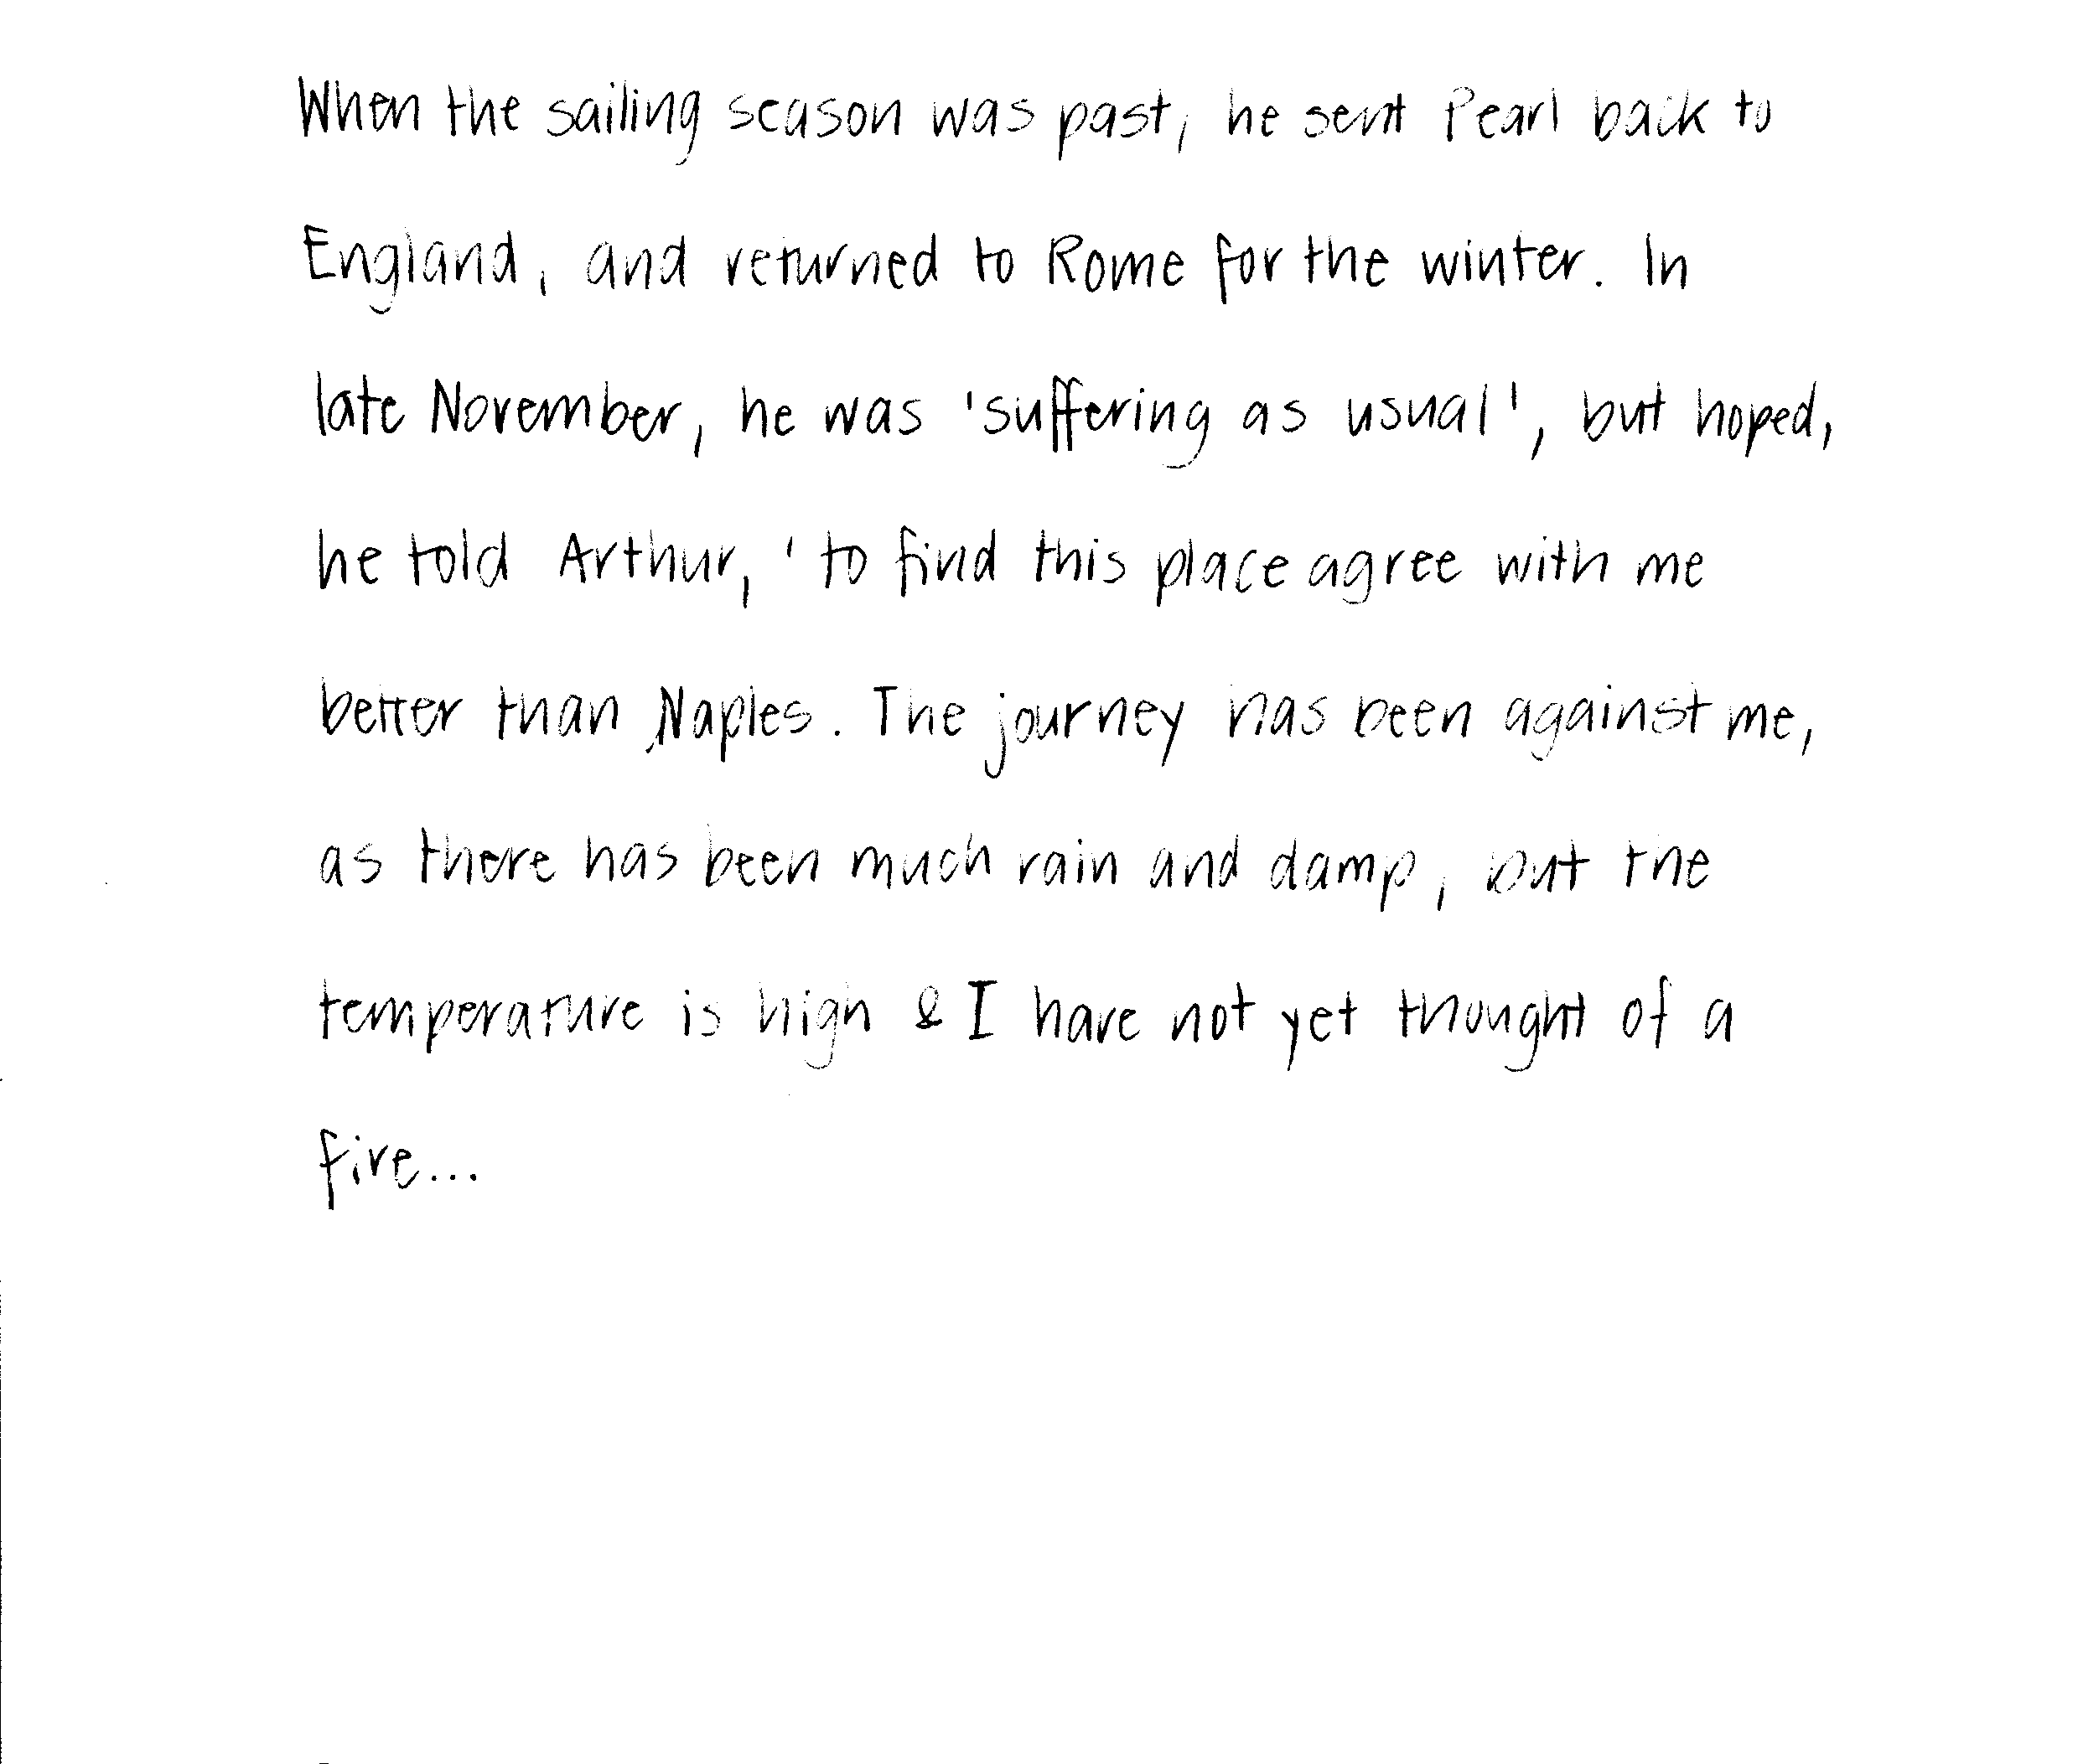 When the sailing season was past, he sent Pearl back to
England, and returned to Rome for the winter. In
late November, he was 'suffering as usual', but hoped,
he told Arthur, 'to find this place agree with me
better than Naples. The journey has been against me,
as there has been much rain and damp, but the
temperature is high & I have not yet thought of a
fire...